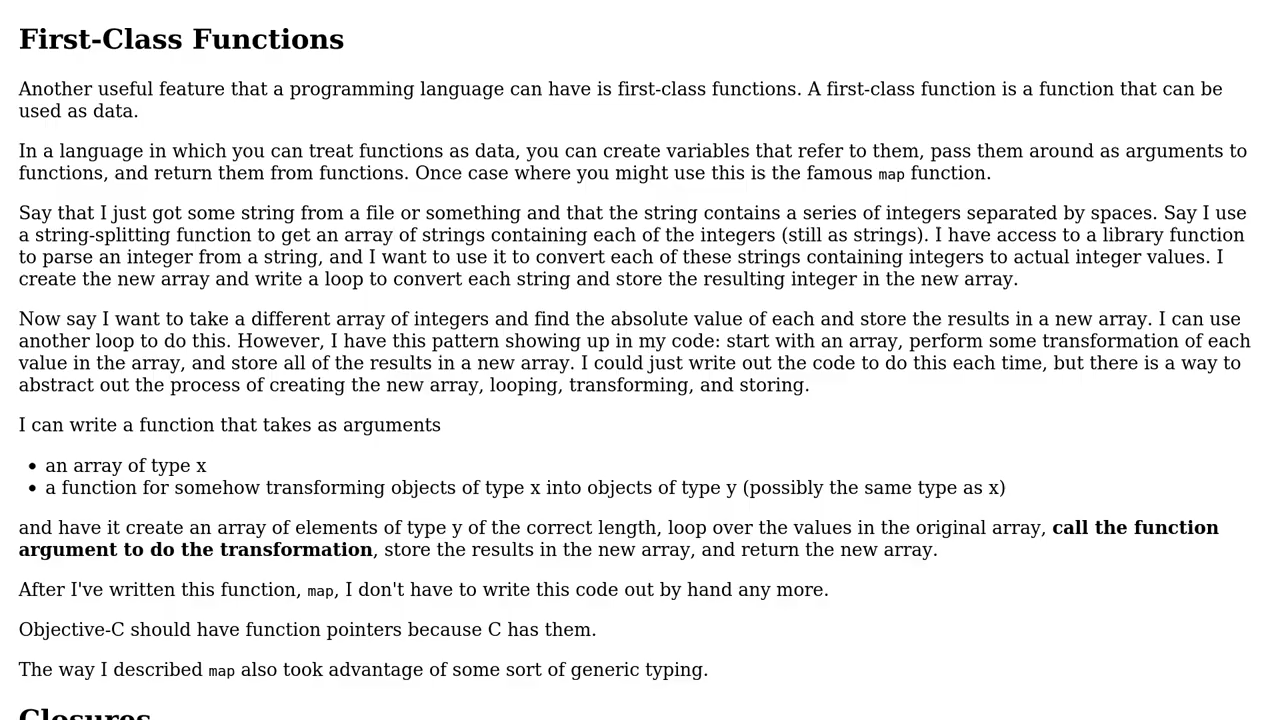 First-Class Functions
Another useful feature that a programming language can have is first-class functions. A first-class function is a function that can be
used as data.
In a language in which you can treat functions as data, you can create variables that refer to them, pass them around as arguments to
functions, and return them from functions. Once case where you might use this is the famous map function.
Say that I just got some string from a file or something and that the string contains a series of integers separated by spaces. Say I use
a string-splitting function to get an array of strings containing each of the integers (still as strings). I have access to a library function
to parse an integer from a string, and I want to use it to convert each of these strings containing integers to actual integer values. I
create the new array and write a loop to convert each string and store the resulting integer in the new array.
Now say I want to take a different array of integers and find the absolute value of each and store the results in a new array. I can use
another loop to do this. However, I have this pattern showing up in my code: start with an array, perform some transformation of each
value in the array, and store all of the results in a new array. I could just write out the code to do this each time, but there is a way to
abstract out the process of creating the new array, looping, transforming, and storing.
I can write a function that takes as arguments
• an array of type x
• a function for somehow transforming objects of type x into objects of type y (possibly the same type as x)
and have it create an array of elements of type y of the correct length, loop over the values in the original array, call the function
argument to do the transformation, store the results in the new array, and return the new array.
After I've written this function, map, I don't have to write this code out by hand any more.
Objective-C should have function pointers because C has them.
The way I described map also took advantage of some sort of generic typing.
Closures